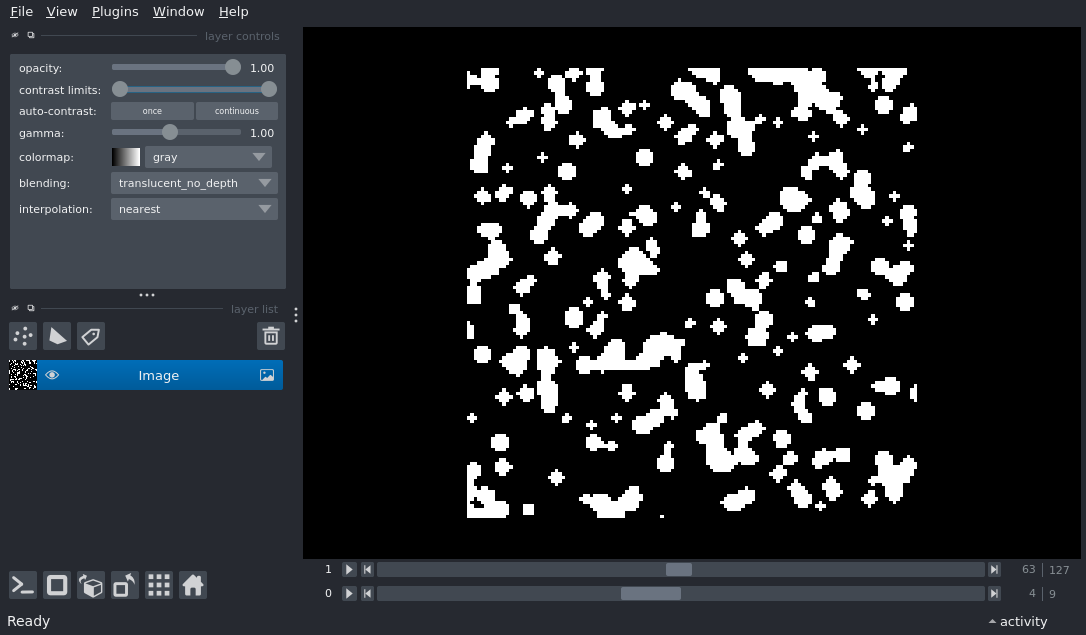 File View Plugins Window Help
layer controls
opacity: 1.00
contrast limits:
auto-contrast: once continuous
gamma: 1.00
colormap: gray
blending: translucent_no_depth
interpolation: nearest
layer list
Image
1 63 127
0 4 9
Ready activity